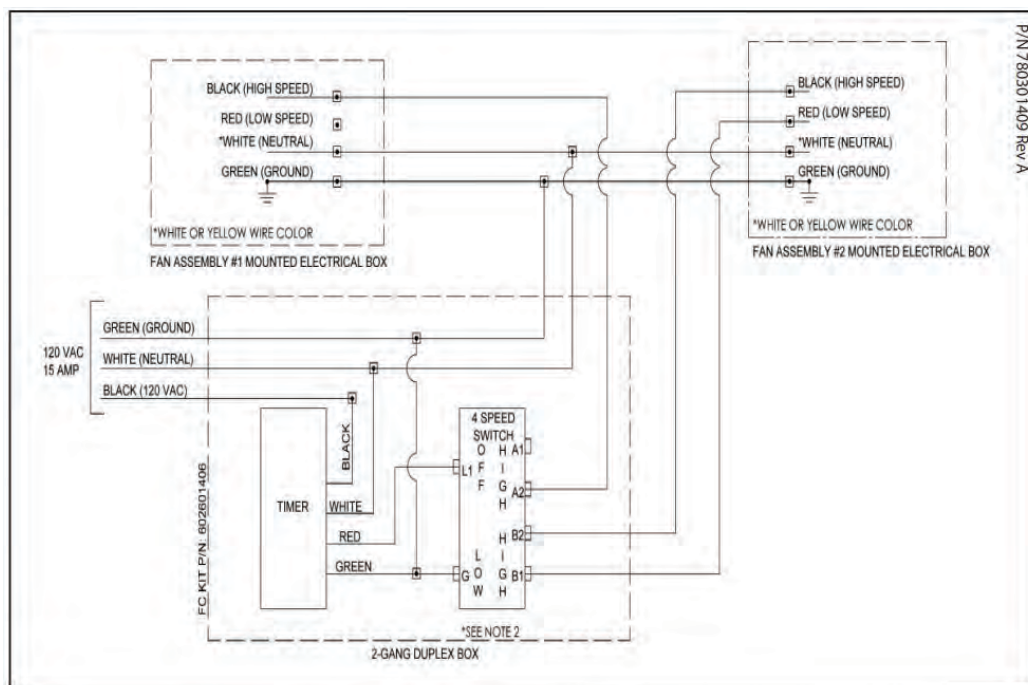 P/N 780301409 Rev A
BLACK (HIGH SPEED)
RED (LOW SPEED)
*WHITE (NEUTRAL)
GREEN (GROUND)
*WHITE OR YELLOW WIRE COLOR
FAN ASSEMBLY #1 MOUNTED ELECTRICAL BOX
BLACK (HIGH SPEED)
RED (LOW SPEED)
*WHITE (NEUTRAL)
GREEN (GROUND)
*WHITE OR YELLOW WIRE COLOR
FAN ASSEMBLY #2 MOUNTED ELECTRICAL BOX
120 VAC
15 AMP
GREEN (GROUND)
WHITE (NEUTRAL)
BLACK (120 VAC)
FC KIT P/N: 602601406
TIMER
BLACK
WHITE
RED
GREEN
4 SPEED
SWITCH
OFF
HIGH
A1
L1
A2
LOW
HIGH
B2
G
B1
*SEE NOTE 2
2-GANG DUPLEX BOX